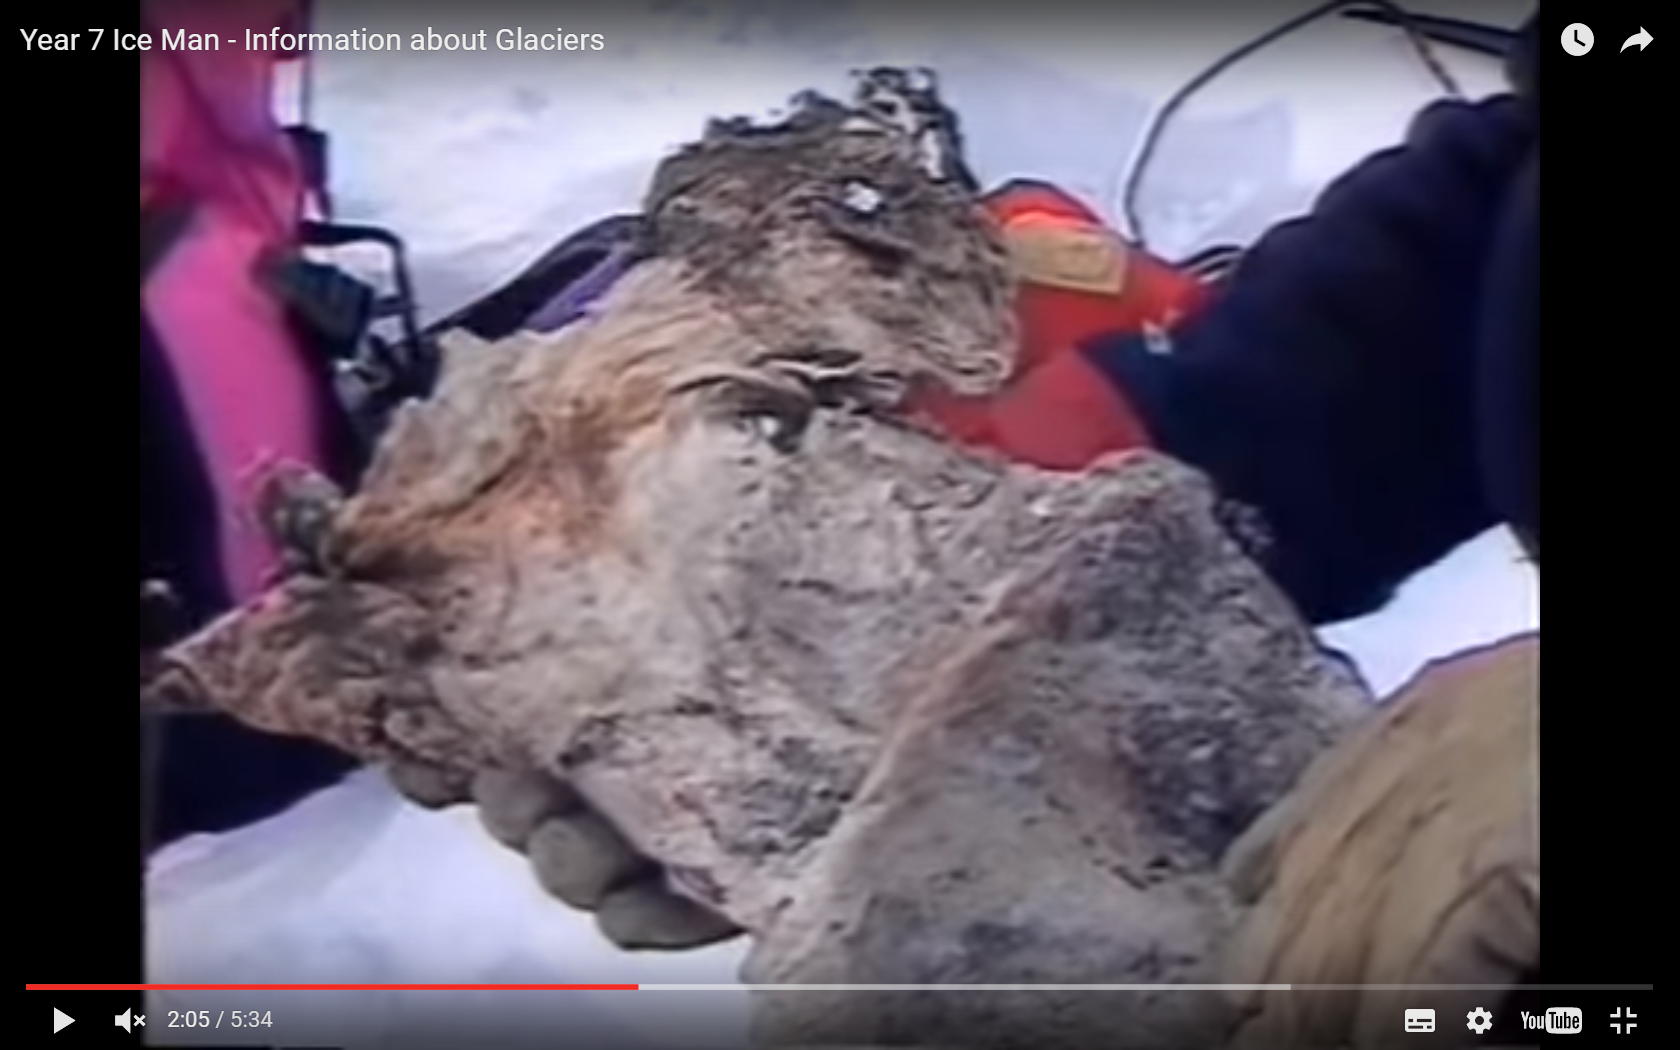 Year 7 Ice Man - Information about Glaciers
2:05 / 5:34
YouTube